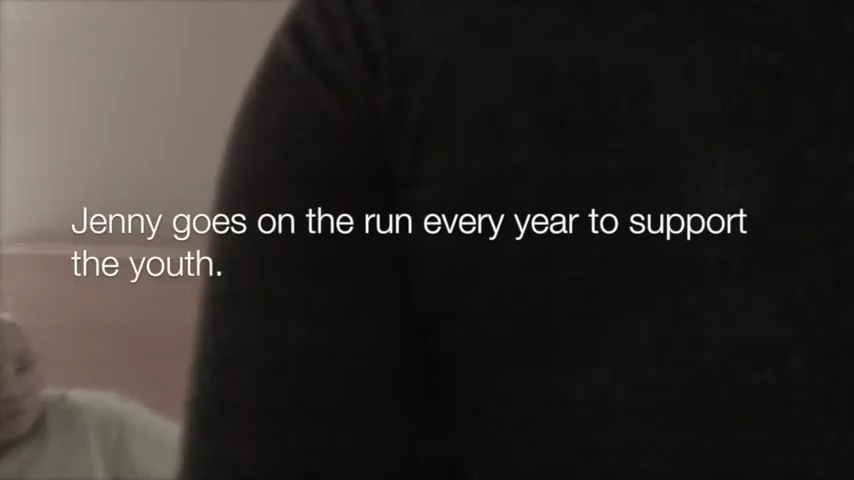 Jenny goes on the run every year to support
the youth.